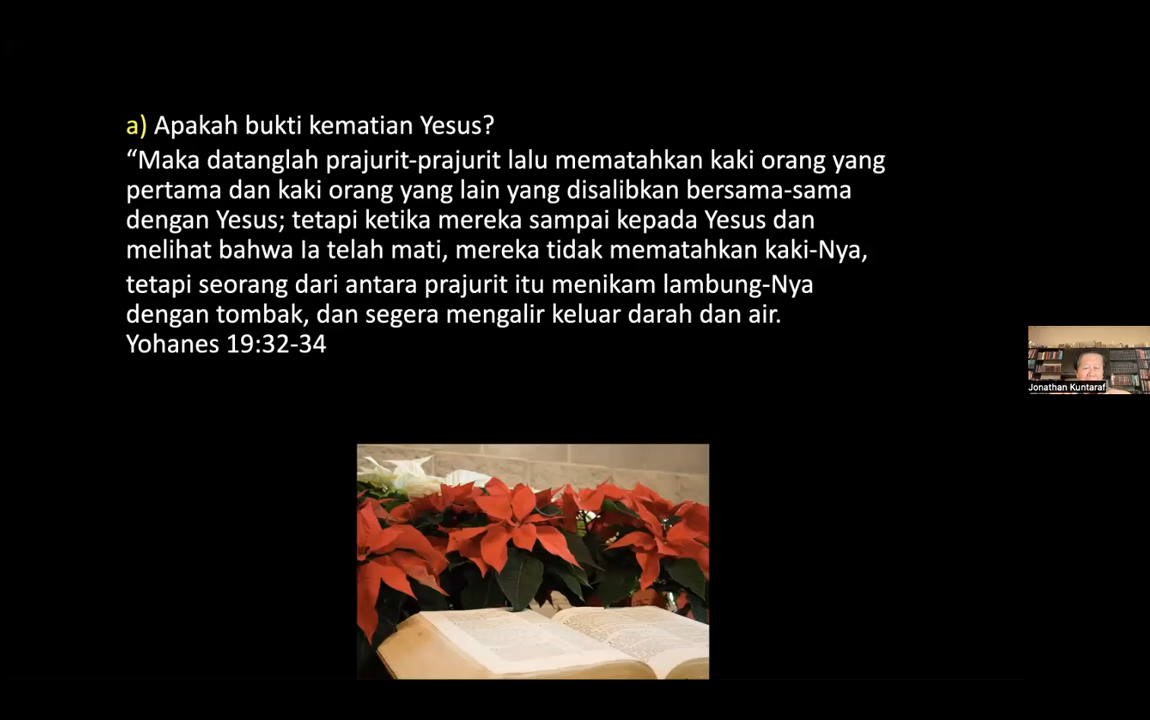 a) Apakah bukti kematian Yesus?
“Maka datanglah prajurit-prajurit lalu mematahkan kaki orang yang
pertama dan kaki orang yang lain yang disalibkan bersama-sama
dengan Yesus; tetapi ketika mereka sampai kepada Yesus dan
melihat bahwa Ia telah mati, mereka tidak mematahkan kaki-Nya,
tetapi seorang dari antara prajurit itu menikam lambung-Nya
dengan tombak, dan segera mengalir keluar darah dan air.
Yohanes 19:32-34
Jonathan Kuntaraf